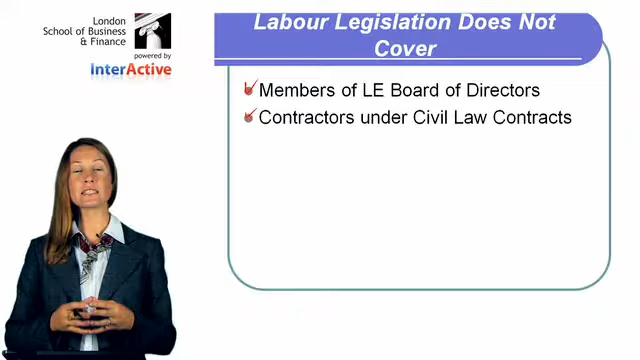 London
School of Business
& Finance
powered by
InterActive
Labour Legislation Does Not
Cover
Members of LE Board of Directors
Contractors under Civil Law Contracts